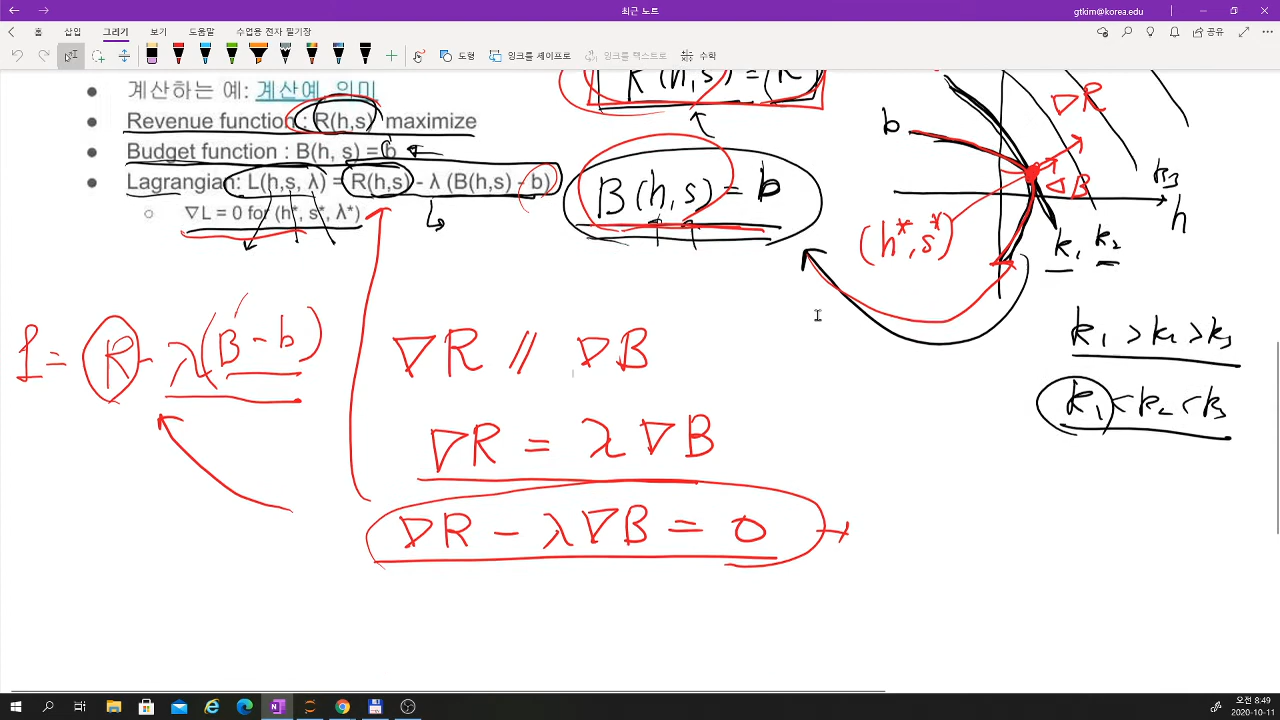 최근 노트
gtkim@korea.edu
홈
삽입
그리기
보기
도움말
수업용 전자 필기장
공유
도형
잉크를 셰이프로
잉크를 텍스트로
수학
계산하는 예: 계산예, 의미
Revenue function : R(h,s) maximize
Budget function : B(h, s) = b
Lagrangian: L(h,s, λ) = R(h,s) - λ (B(h,s) - b)
∇L = 0 for (h*, s*, λ*)
R(h,s) = k
B(h,s) = b
b
∇R
∇B
k3
h
(h*,s*)
k1 k2
k1 > k2 > k3
k1 < k2 < k3
L = R - λ(B - b)
∇R // ∇B
∇R = λ∇B
∇R - λ∇B = 0
오전 8:49
2020-10-11